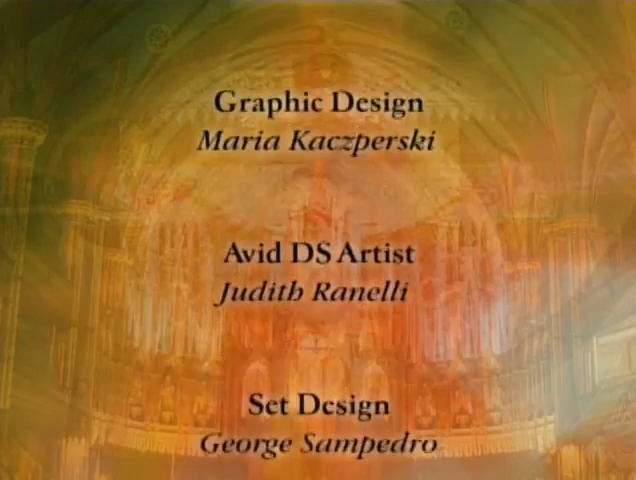 Graphic Design
Maria Kaczperski
Avid DS Artist
Judith Ranelli
Set Design
George Sampedro